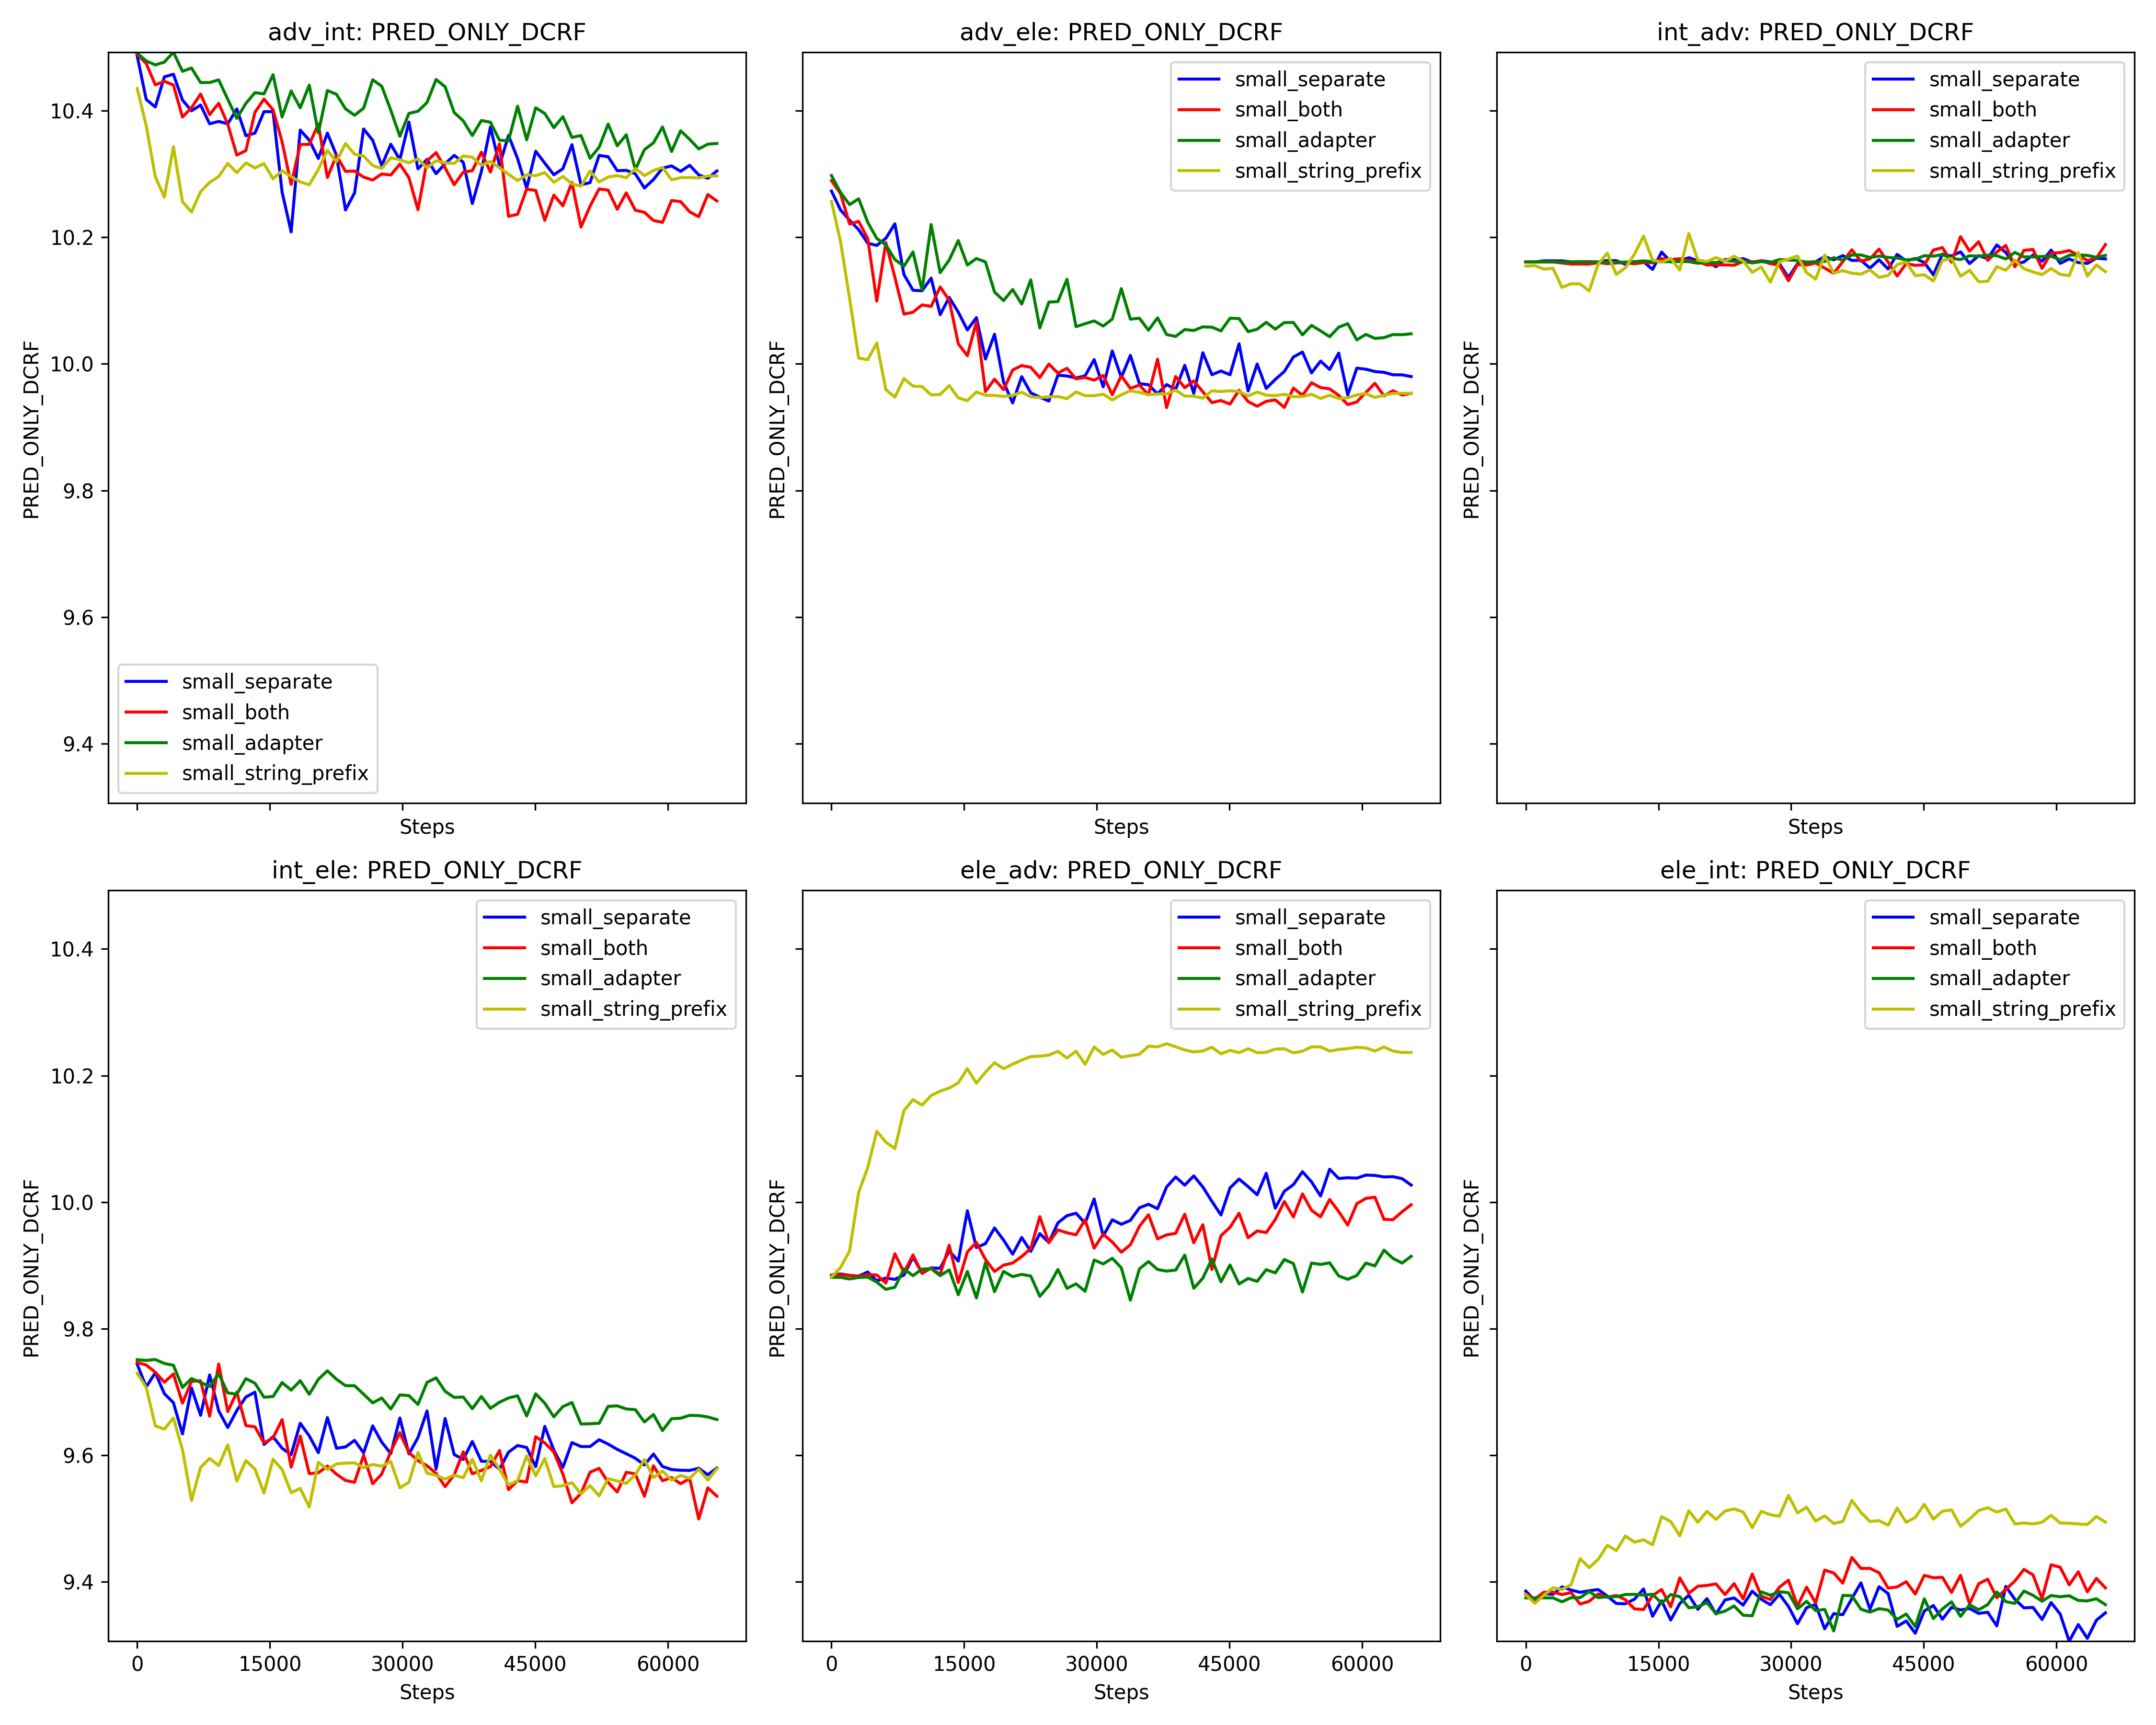 adv_int: PRED_ONLY_DCRF
PRED_ONLY_DCRF
10.4
10.2
10.0
9.8
9.6
9.4
small_separate
small_both
small_adapter
small_string_prefix
Steps
adv_ele: PRED_ONLY_DCRF
PRED_ONLY_DCRF
small_separate
small_both
small_adapter
small_string_prefix
Steps
int_adv: PRED_ONLY_DCRF
PRED_ONLY_DCRF
small_separate
small_both
small_adapter
small_string_prefix
Steps
int_ele: PRED_ONLY_DCRF
PRED_ONLY_DCRF
10.4
10.2
10.0
9.8
9.6
9.4
small_separate
small_both
small_adapter
small_string_prefix
0 15000 30000 45000 60000
Steps
ele_adv: PRED_ONLY_DCRF
PRED_ONLY_DCRF
small_separate
small_both
small_adapter
small_string_prefix
0 15000 30000 45000 60000
Steps
ele_int: PRED_ONLY_DCRF
PRED_ONLY_DCRF
small_separate
small_both
small_adapter
small_string_prefix
0 15000 30000 45000 60000
Steps